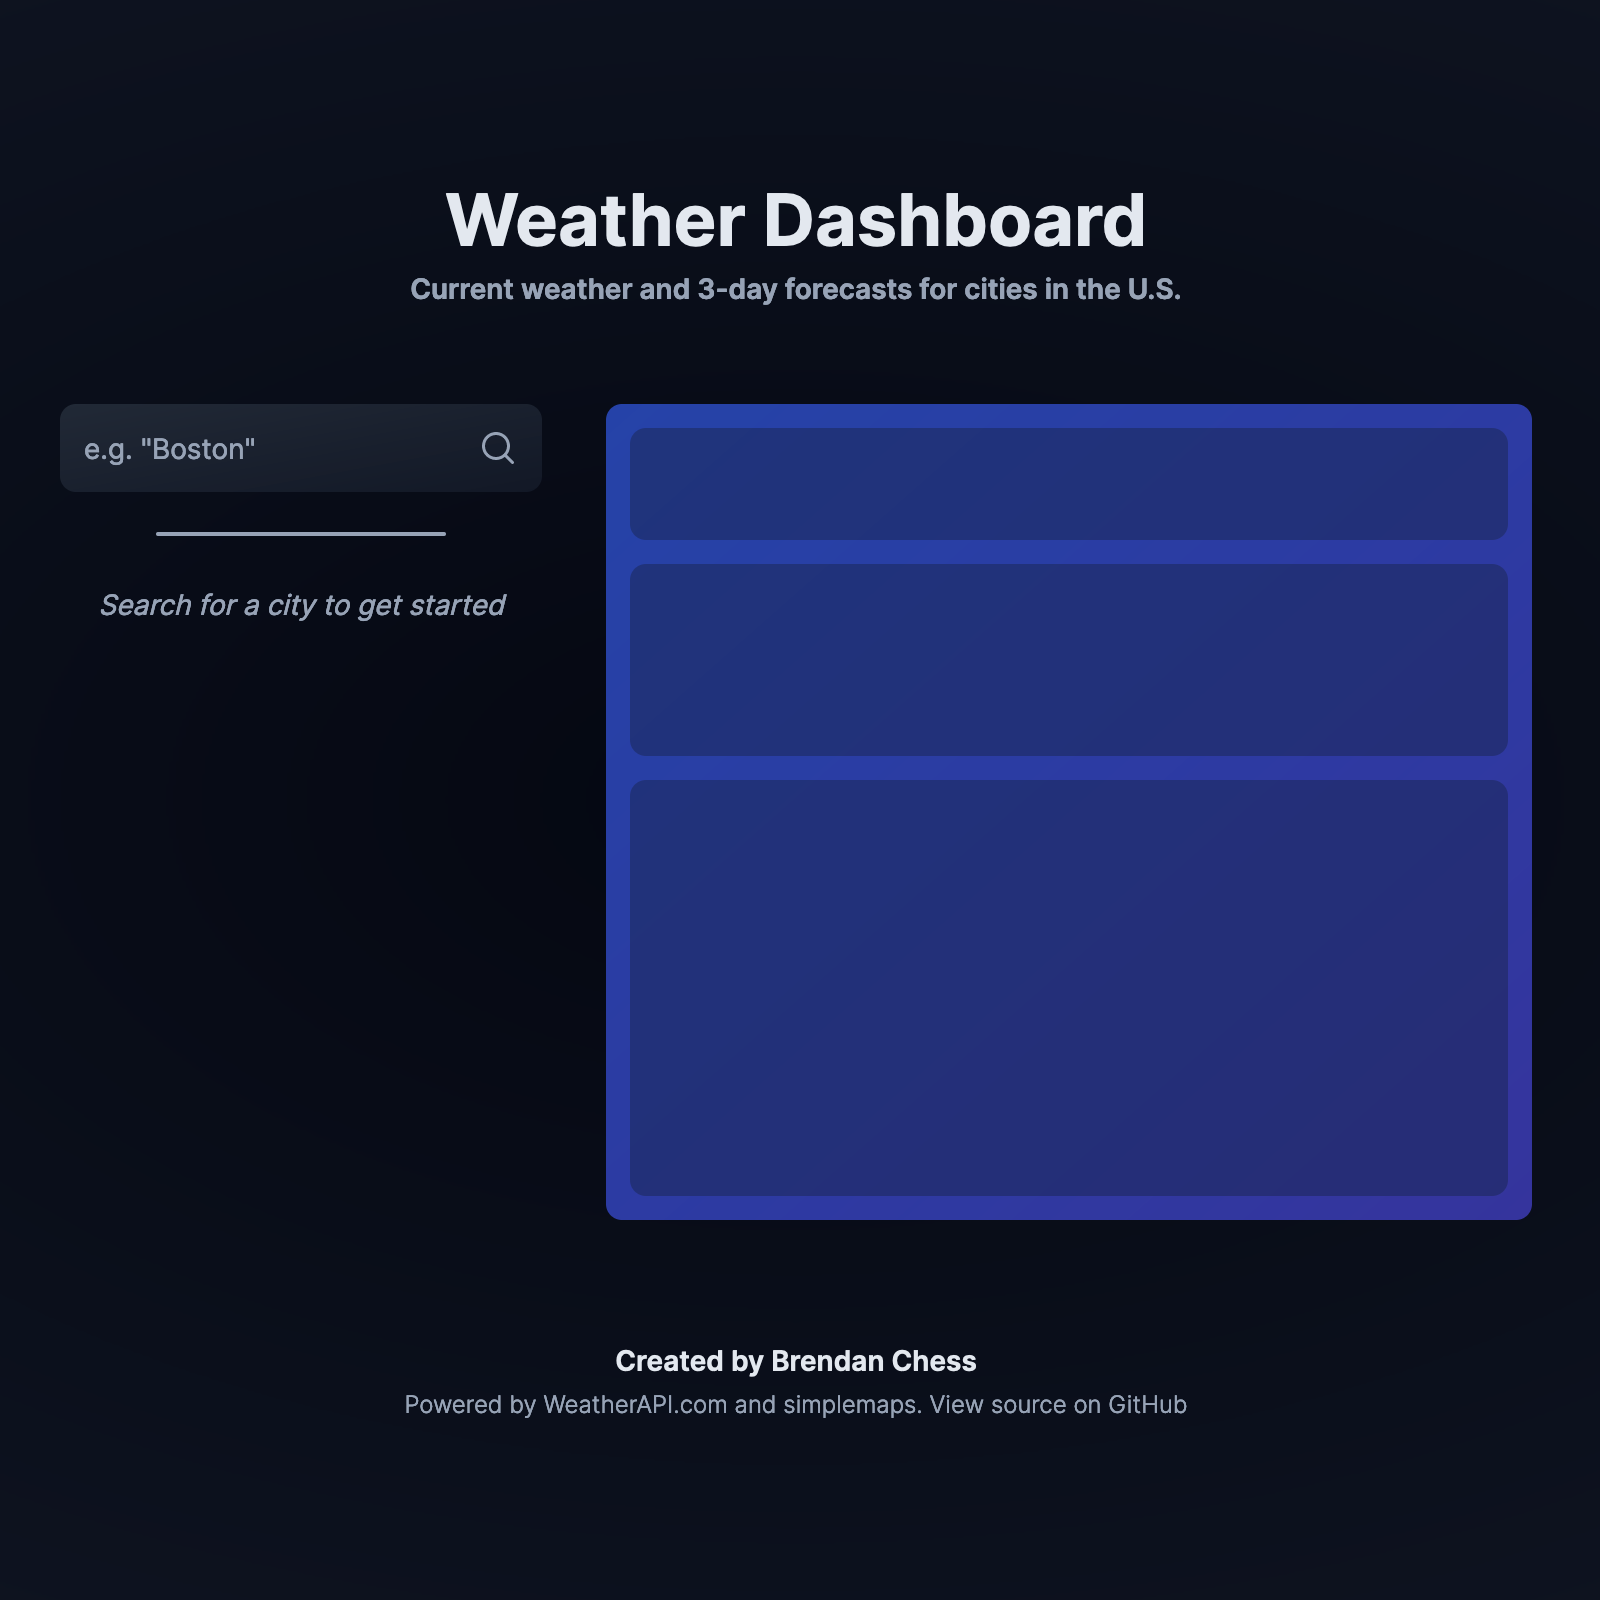 Weather Dashboard
Current weather and 3-day forecasts for cities in the U.S.
e.g. "Boston"
Search for a city to get started
Created by Brendan Chess
Powered by WeatherAPI.com and simplemaps. View source on GitHub